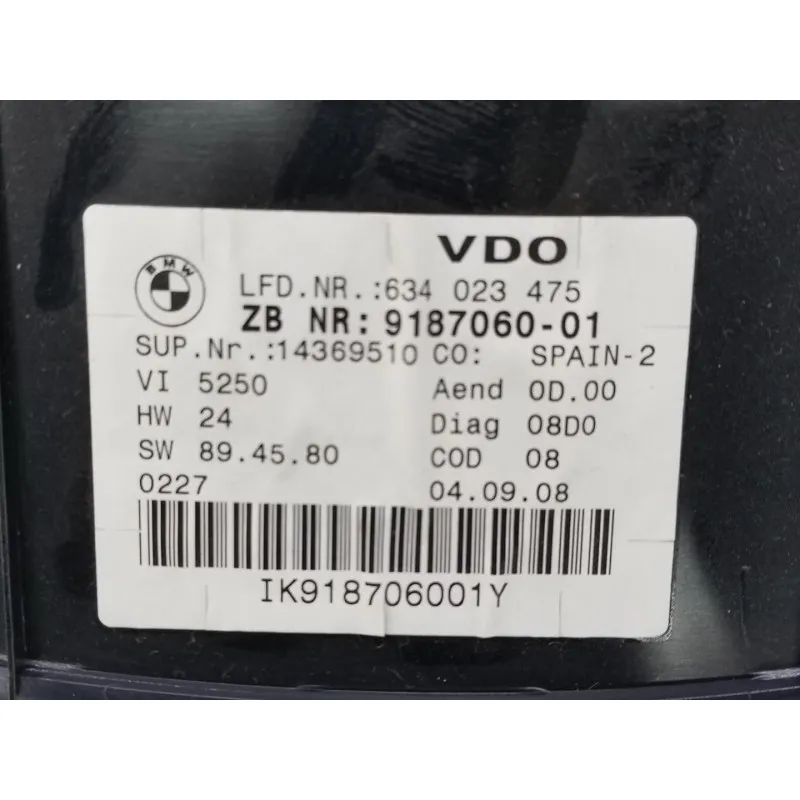 VDO
BMW
LFD.NR.:634 023 475
ZB NR: 9187060-01
SUP.Nr.:14369510 CO: SPAIN-2
VI 5250 Aend 0D.00
HW 24 Diag 08D0
SW 89.45.80 COD 08
0227 04.09.08
IK918706001Y